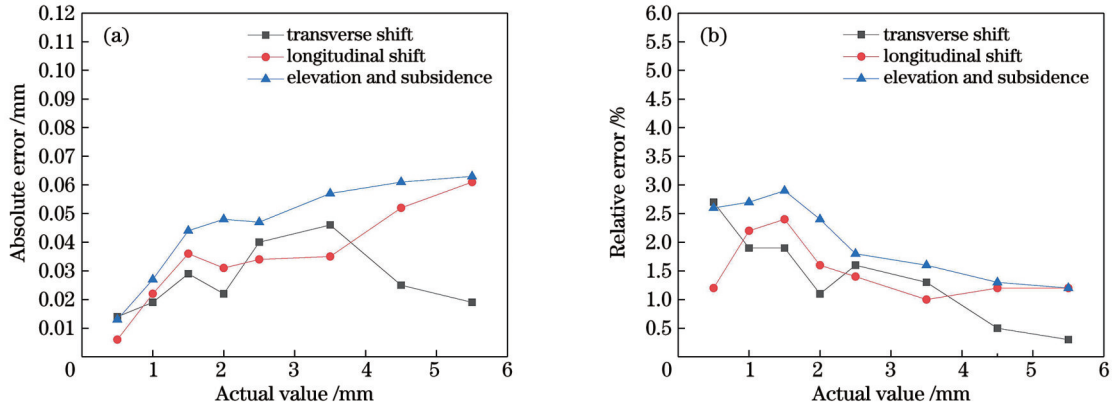 (a)
transverse shift
longitudinal shift
elevation and subsidence
Absolute error /mm
0.12
0.11
0.10
0.09
0.08
0.07
0.06
0.05
0.04
0.03
0.02
0.01
0 1 2 3 4 5 6
Actual value /mm
(b)
transverse shift
longitudinal shift
elevation and subsidence
Relative error /%
6.0
5.5
5.0
4.5
4.0
3.5
3.0
2.5
2.0
1.5
1.0
0.5
0 1 2 3 4 5 6
Actual value /mm